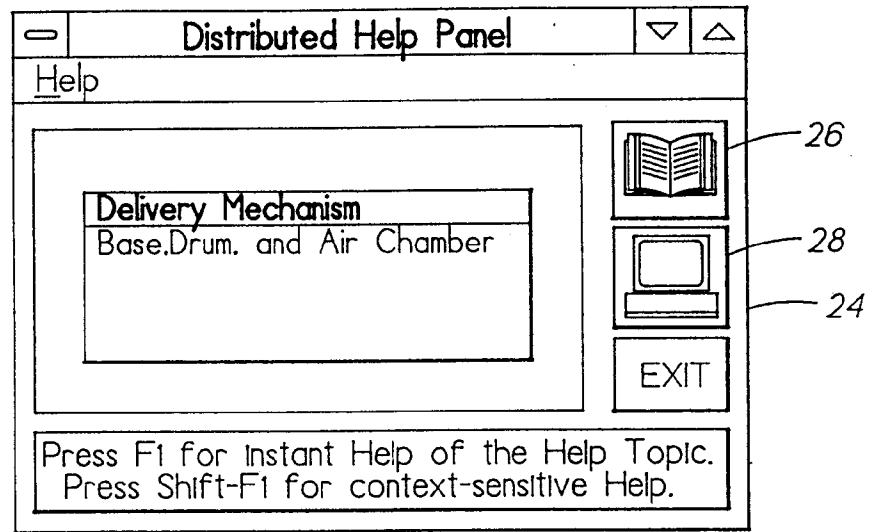 Distributed Help Panel
Help
26
Delivery Mechanism
Base.Drum. and Air Chamber
28
24
EXIT
Press F1 for Instant Help of the Help Topic.
Press Shift-F1 for context-sensitive Help.